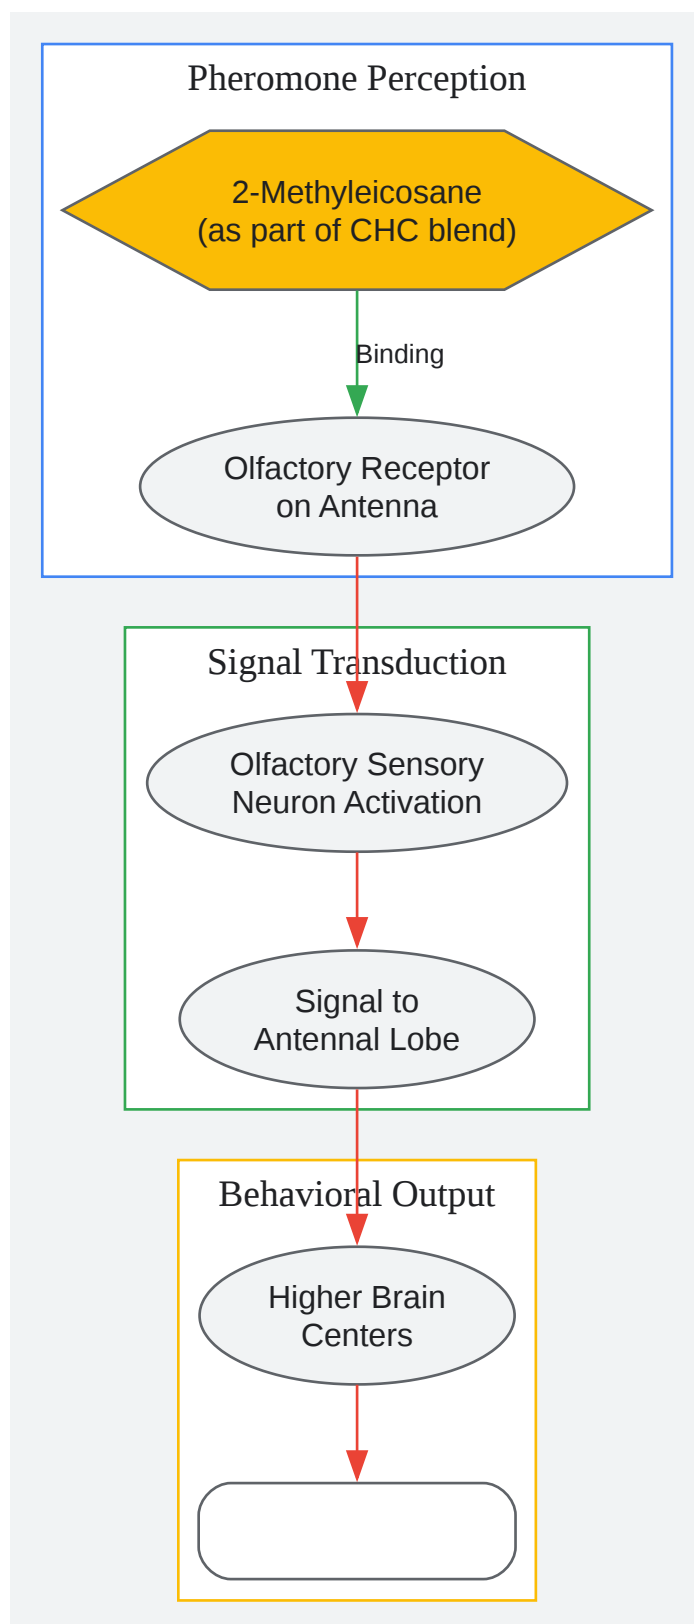 Pheromone Perception
2-Methyleicosane
(as part of CHC blend)
Binding
Olfactory Receptor
on Antenna
Signal Transduction
Olfactory Sensory
Neuron Activation
Signal to
Antennal Lobe
Behavioral Output
Higher Brain
Centers